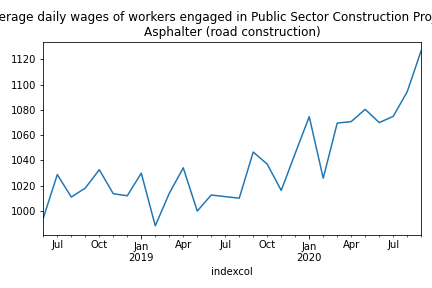 erage daily wages of workers engaged in Public Sector Construction Proj
Asphalter (road construction)
1120
1100
1080
1060
1040
1020
1000
Jul Oct Jan Apr Jul Oct Jan Apr Jul
2019 2020
indexcol